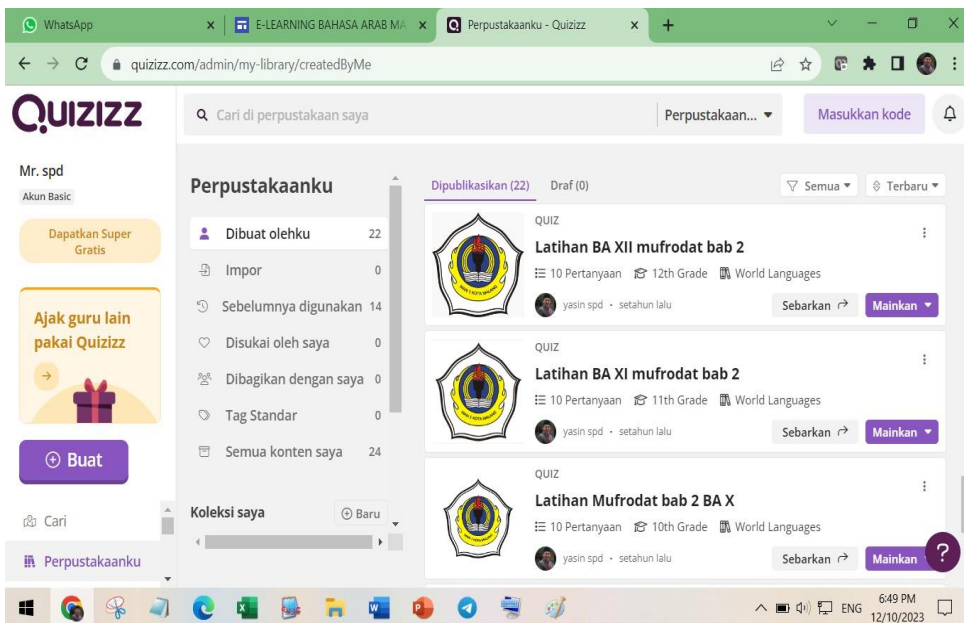 WhatsApp
E-LEARNING BAHASA ARAB MA
Perpustakaanku - Quizizz
quizizz.com/admin/my-library/createdByMe
QUIZIZZ
Cari di perpustakaan saya
Perpustakaan...
Masukkan kode
Mr. spd
Akun Basic
Dapatkan Super
Gratis
Ajak guru lain
pakai Quizizz
Buat
Cari
Perpustakaanku
Perpustakaanku
Dibuat olehku 22
Impor 0
Sebelumnya digunakan 14
Disukai oleh saya 0
Dibagikan dengan saya 0
Tag Standar 0
Semua konten saya 24
Koleksi saya
Baru
Dipublikasikan (22)
Draf (0)
Semua
Terbaru
QUIZ
Latihan BA XII mufrodat bab 2
10 Pertanyaan 12th Grade World Languages
yasin spd • setahun lalu
Sebarkan
Mainkan
QUIZ
Latihan BA XI mufrodat bab 2
10 Pertanyaan 11th Grade World Languages
yasin spd • setahun lalu
Sebarkan
Mainkan
QUIZ
Latihan Mufrodat bab 2 BA X
10 Pertanyaan 10th Grade World Languages
yasin spd • setahun lalu
Sebarkan
Mainkan
?
ENG
6:49 PM
12/10/2023